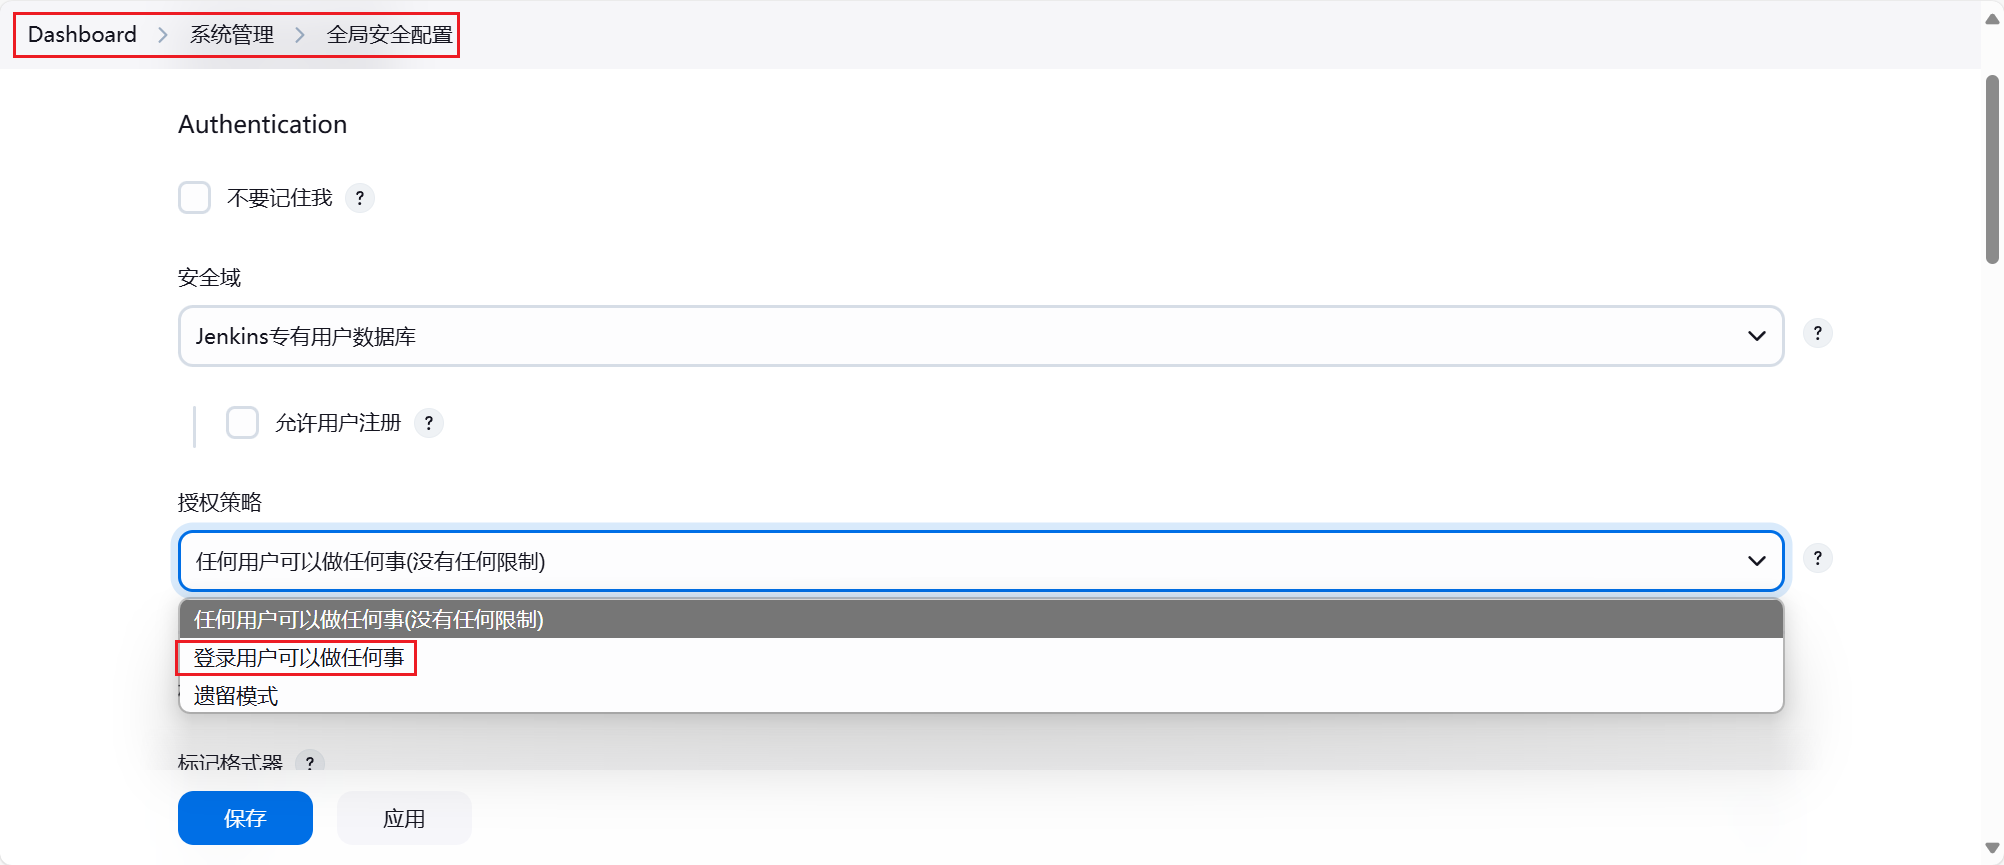 Dashboard > 系统管理 > 全局安全配置
Authentication
不要记住我 ?
安全域
Jenkins专有用户数据库 ?
允许用户注册 ?
授权策略
任何用户可以做任何事(没有任何限制) ?
任何用户可以做任何事(没有任何限制)
登录用户可以做任何事
遗留模式
标记格式器 ?
保存 应用